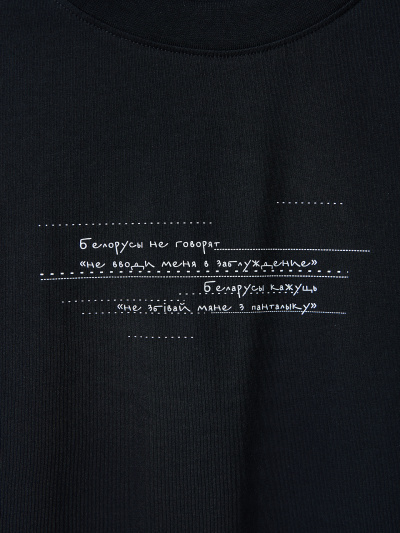 Белорусы не говорят
«не вводи меня в заблуждение»
Беларусы кажуць
«не збівай мяне з панталыку»